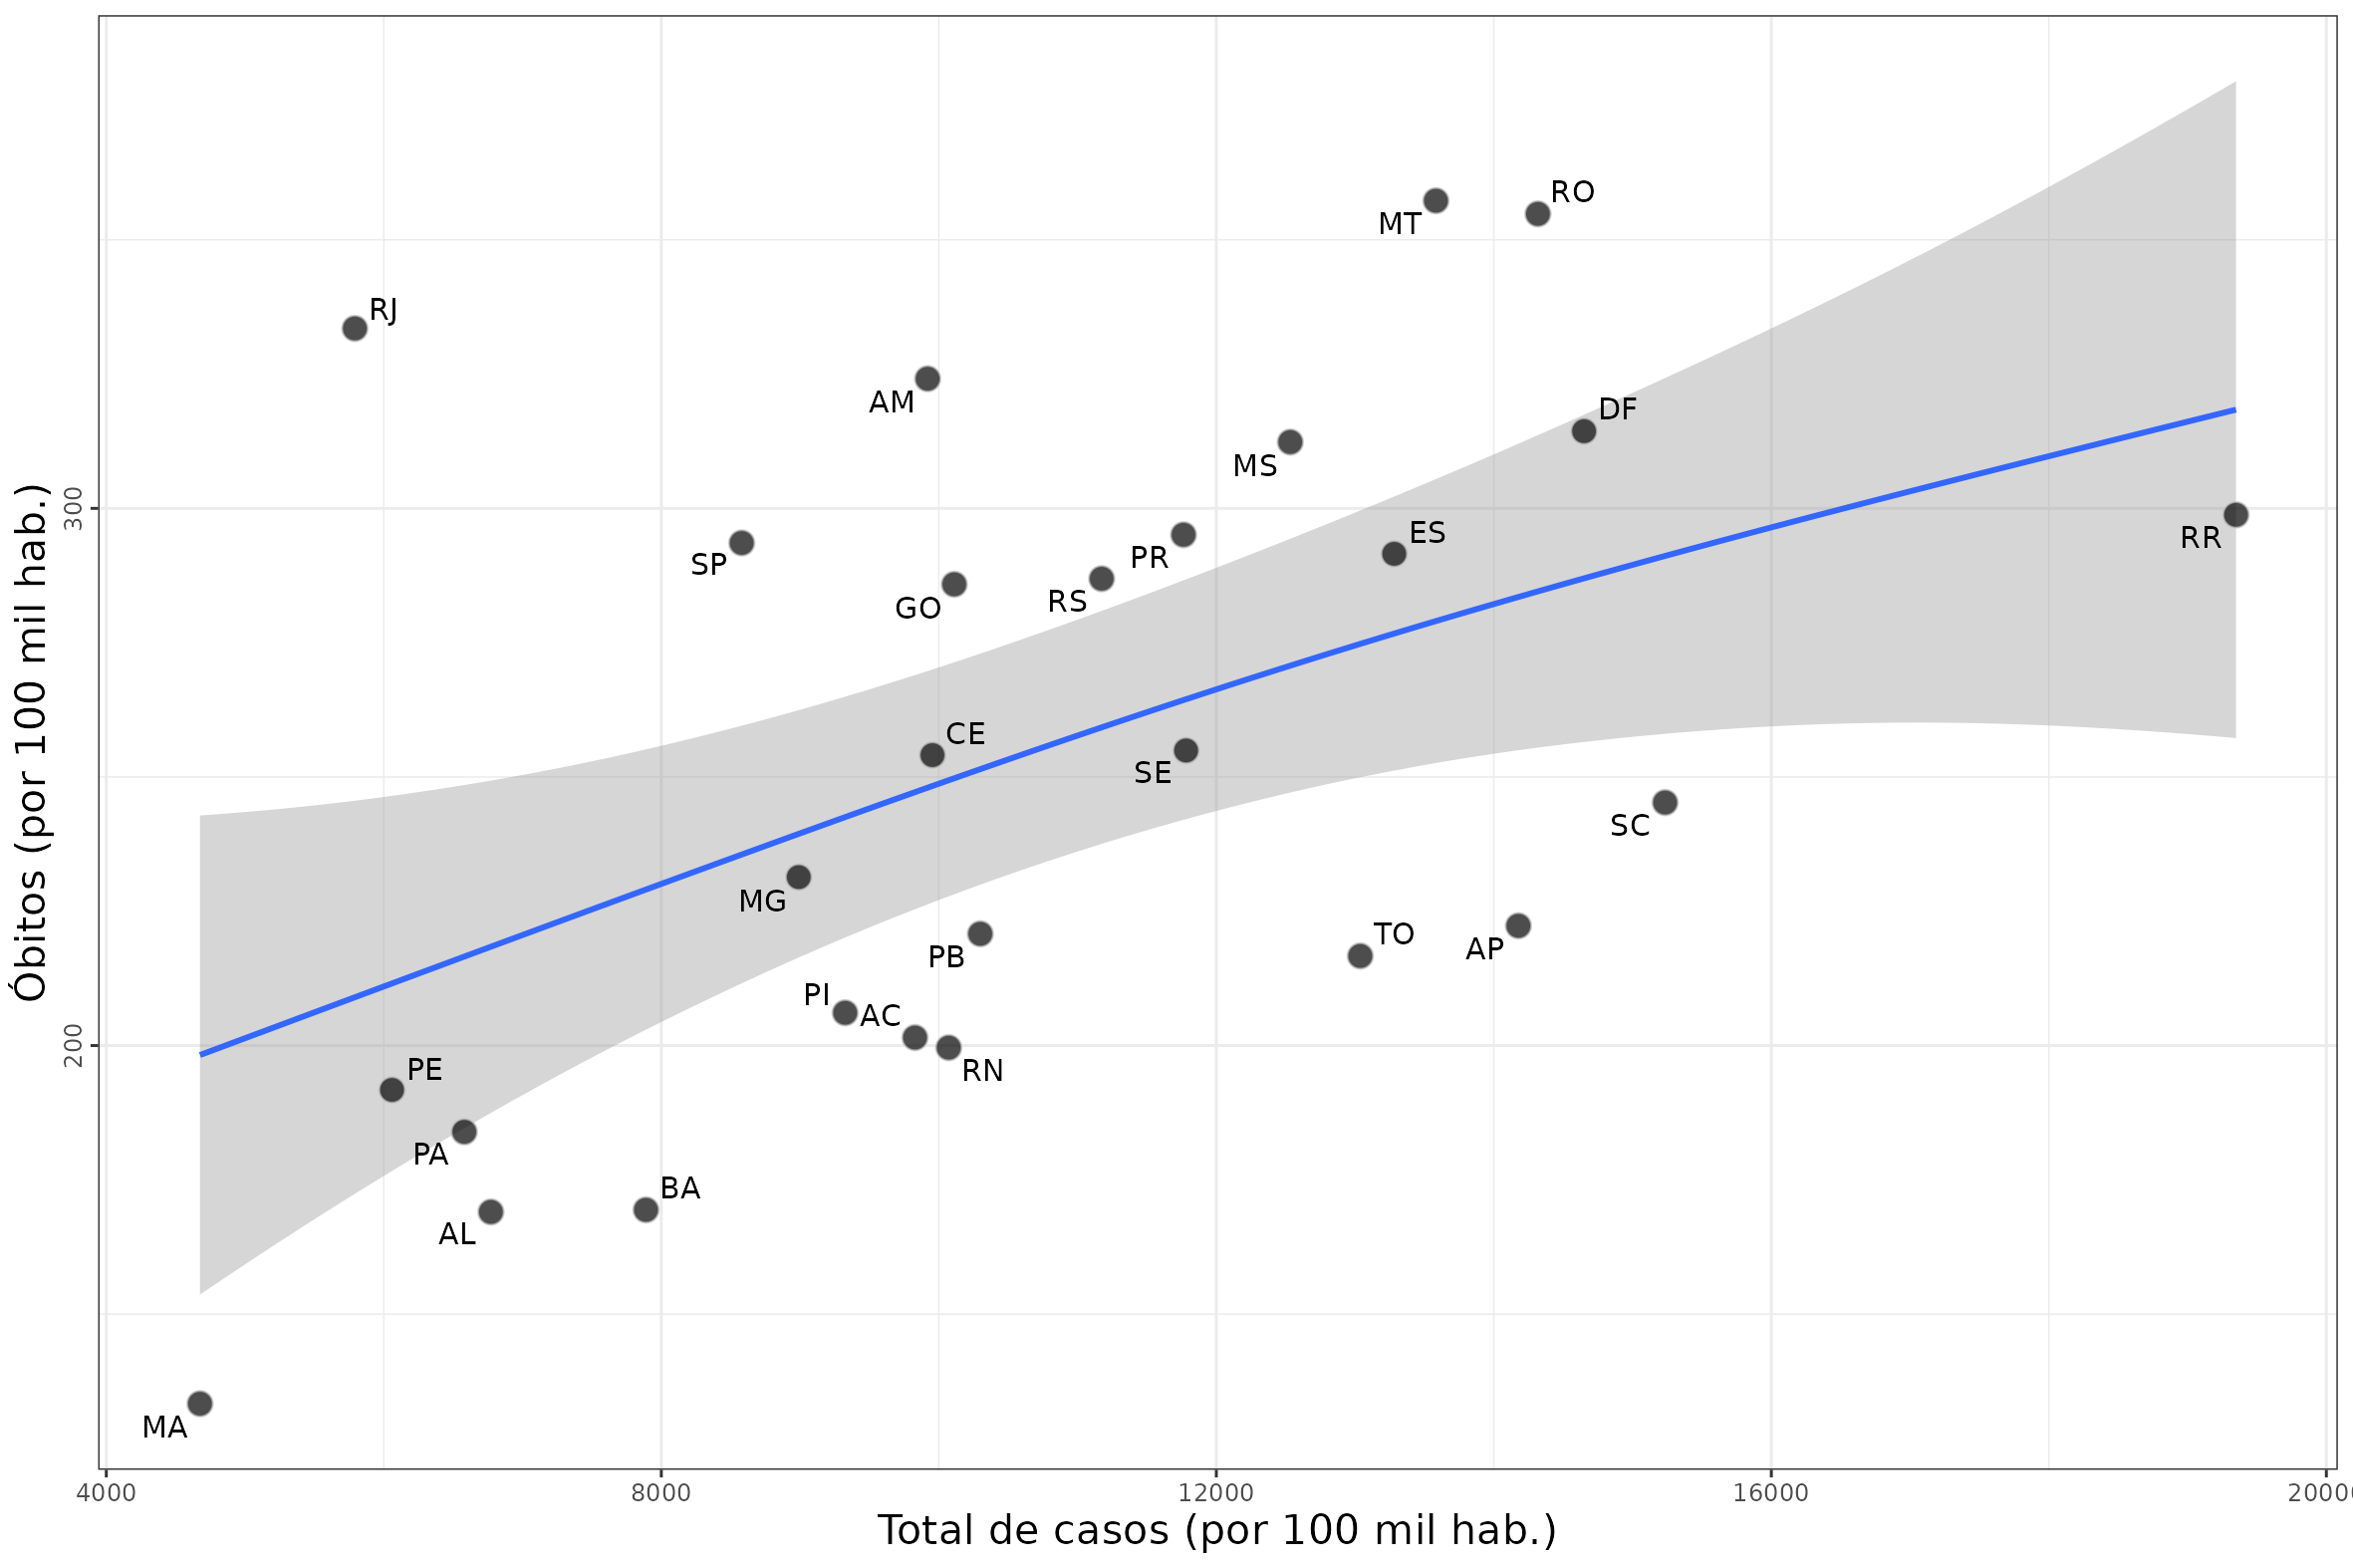 RO
MT
RJ
AM
DF
MS
ES
RR
PR
SP
RS
GO
CE
SE
SC
MG
TO
AP
PB
PI
AC
RN
PE
PA
BA
AL
MA
300
200
Óbitos (por 100 mil hab.)
4000 8000 12000 16000 2000
Total de casos (por 100 mil hab.)